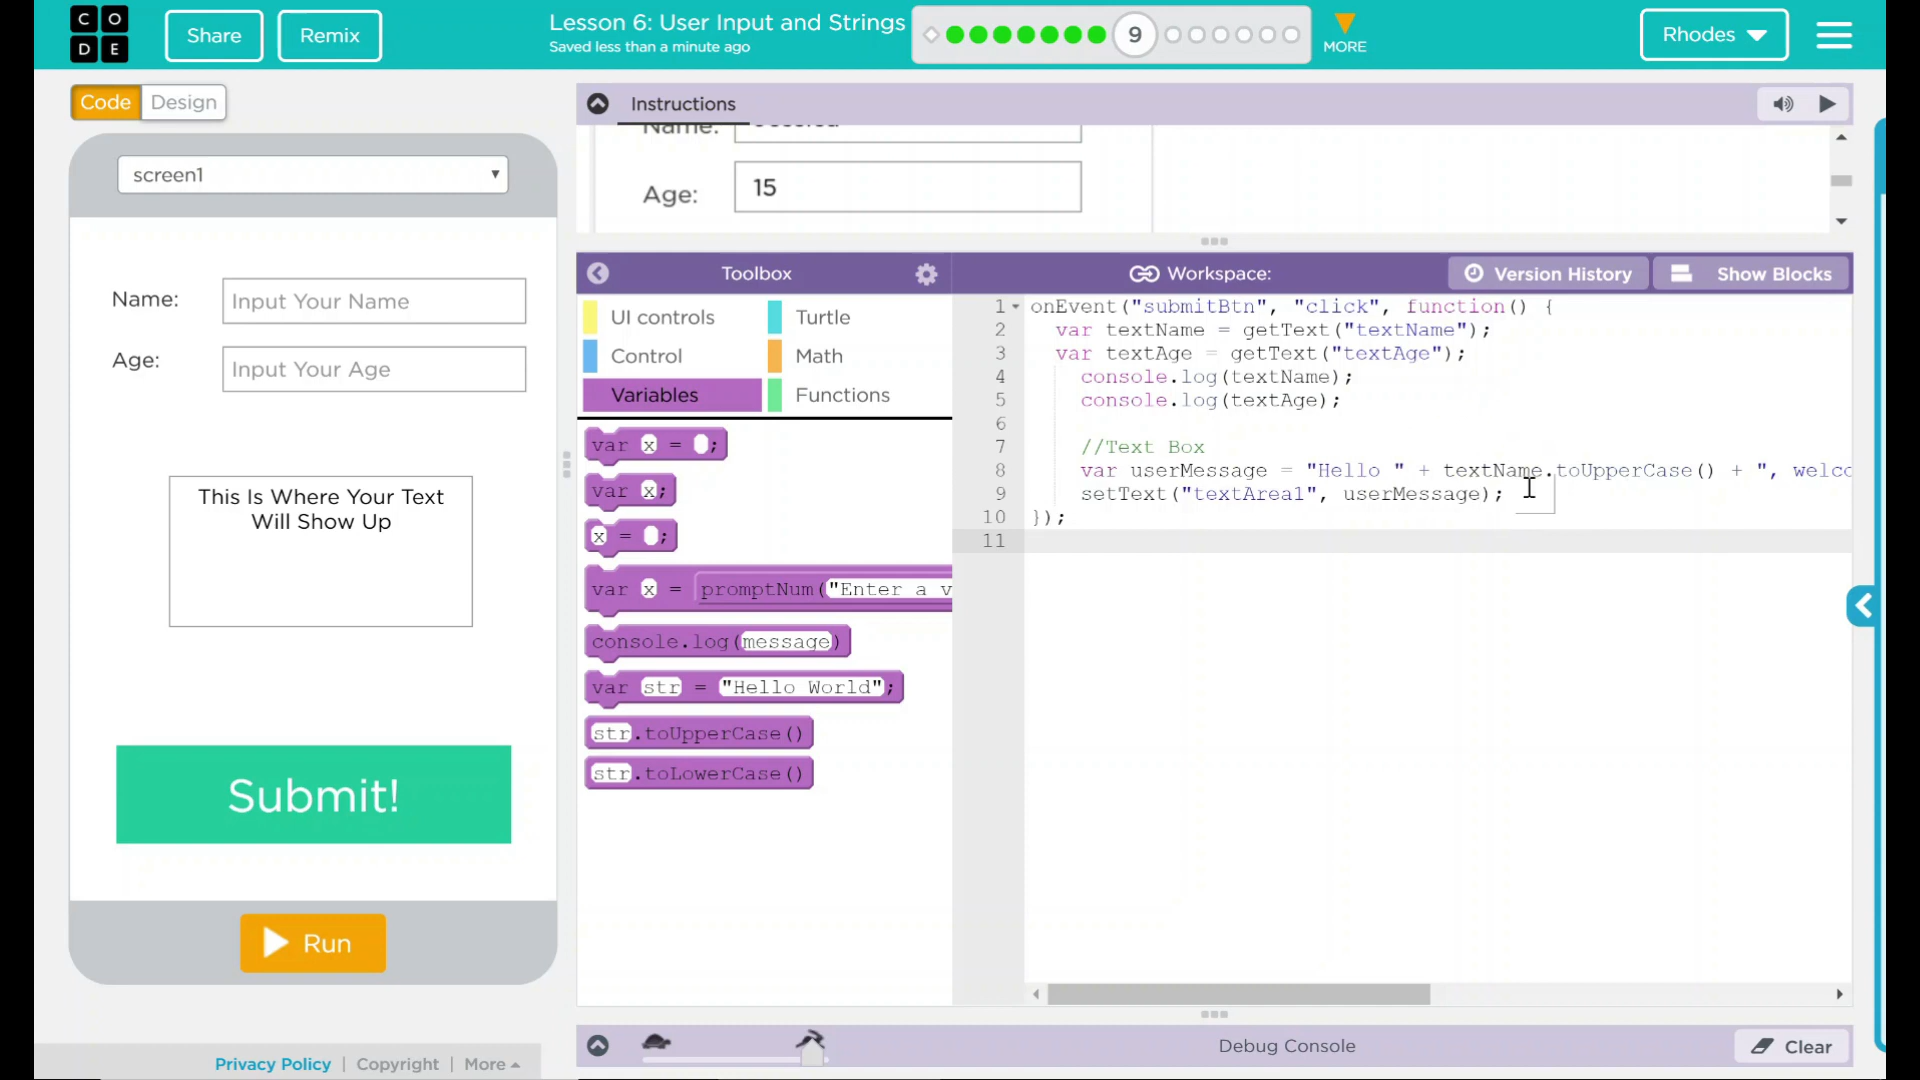 CODE
Share
Remix
Lesson 6: User Input and Strings
Saved less than a minute ago
9
MORE
Rhodes
Code
Design
screen1
Name:
Input Your Name
Age:
Input Your Age
This Is Where Your Text
Will Show Up
Submit!
Run
Privacy Policy | Copyright | More
Instructions
Name:
Age:
15
Toolbox
UI controls
Turtle
Control
Math
Variables
Functions
var x = ;
var x;
x = ;
var x = promptNum("Enter a v
console.log(message)
var str = "Hello World";
str.toUpperCase()
str.toLowerCase()
Workspace:
Version History
Show Blocks
1 onEvent("submitBtn", "click", function() {
2 var textName = getText("textName");
3 var textAge = getText("textAge");
4 console.log(textName);
5 console.log(textAge);
6
7 //Text Box
8 var userMessage = "Hello " + textName.toUpperCase() + ", welco
9 setText("textArea1", userMessage);
10 });
11
Debug Console
Clear